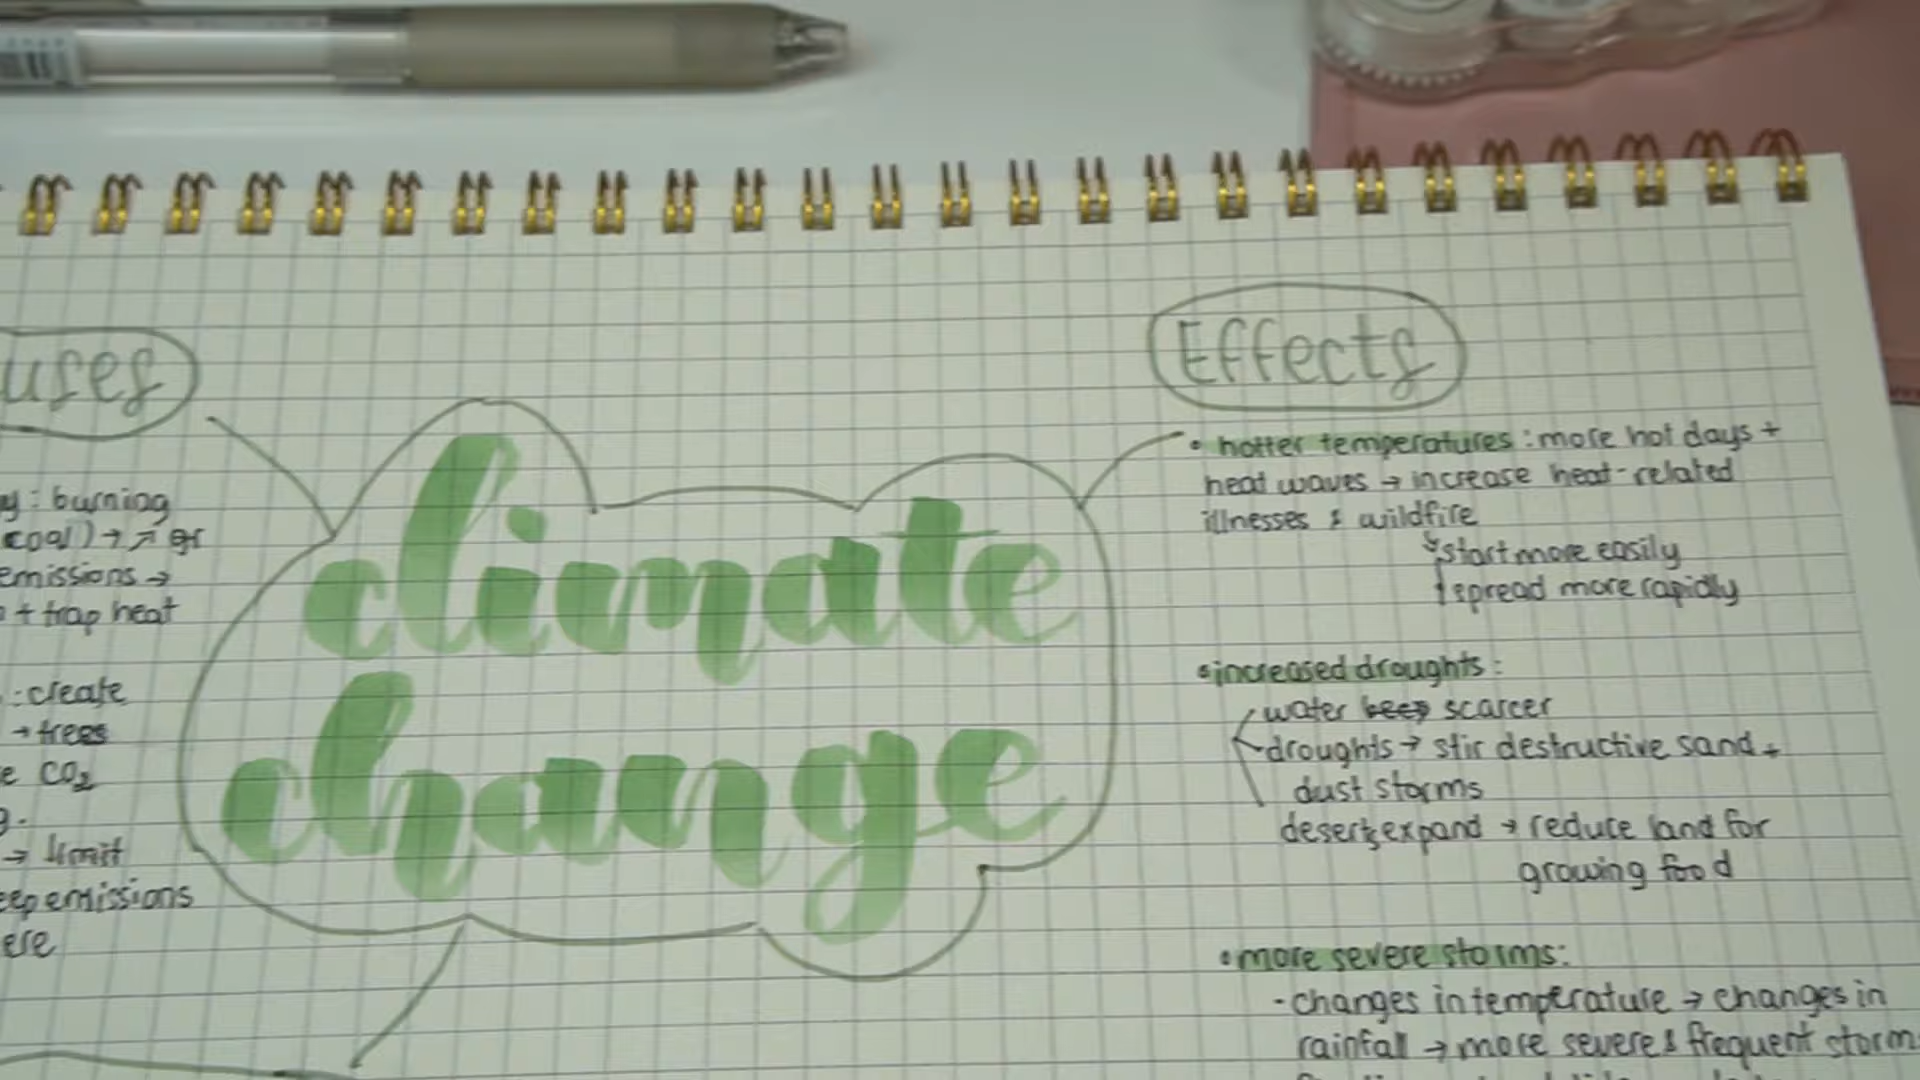 uses
y: burning
coal) → ↗ gr
emissions →
+ trap heat
: create
→ trees
e CO₂
g.
→ limit
eep emissions
ere
climate
change
Effects
• hotter temperatures: more hot days +
heat waves → increase heat-related
illnesses & wildfire
start more easily
spread more rapidly
• increased droughts:
water scarcer
droughts → stir destructive sand +
dust storms
deserts expand → reduce land for
growing food
• more severe storms:
- changes in temperature → changes in
rainfall → more severe & frequent storm